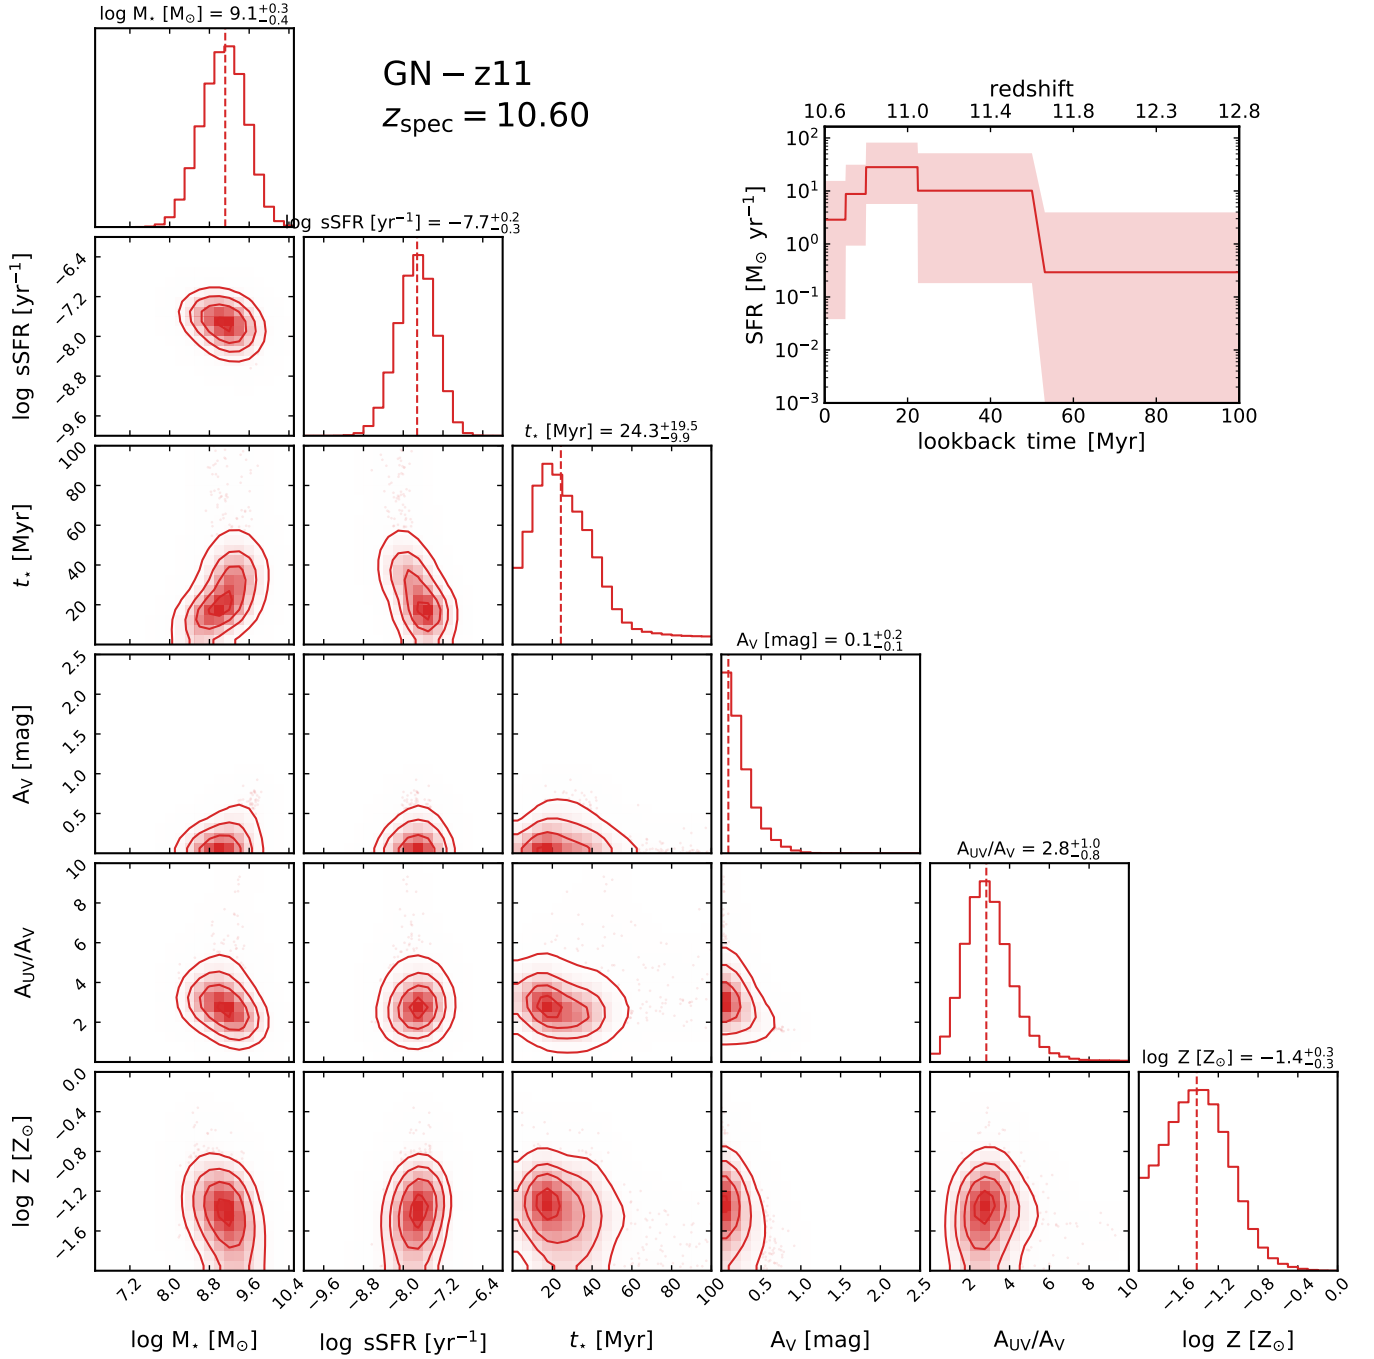 log M⋆ [M⊙] = 9.1+0.3−0.4
GN − z11
zspec = 10.60
redshift
10.6 11.0 11.4 11.8 12.3 12.8
SFR [M⊙ yr−1]
10² 10¹ 10⁰ 10−1 10−2 10−3
0 20 40 60 80 100
lookback time [Myr]
log sSFR [yr−1] = −7.7+0.2−0.3
log sSFR [yr−1]
−6.4 −7.2 −8.0 −8.8 −9.6
t⋆ [Myr] = 24.3+19.5−9.9
t⋆ [Myr]
100 80 60 40 20
AV [mag] = 0.1+0.2−0.1
AV [mag]
2.5 2.0 1.5 1.0 0.5
AUV/AV = 2.8+1.0−0.8
AUV/AV
10 8 6 4 2
log Z [Z⊙] = −1.4+0.3−0.3
log Z [Z⊙]
0.0 −0.4 −0.8 −1.2 −1.6
7.2 8.0 8.8 9.6 10.4 −9.6 −8.8 −8.0 −7.2 −6.4 20 40 60 80 100 0.5 1.0 1.5 2.0 2.5 2 4 6 8 10 −1.6 −1.2 −0.8 −0.4 0.0
log M⋆ [M⊙] log sSFR [yr−1] t⋆ [Myr] AV [mag] AUV/AV log Z [Z⊙]